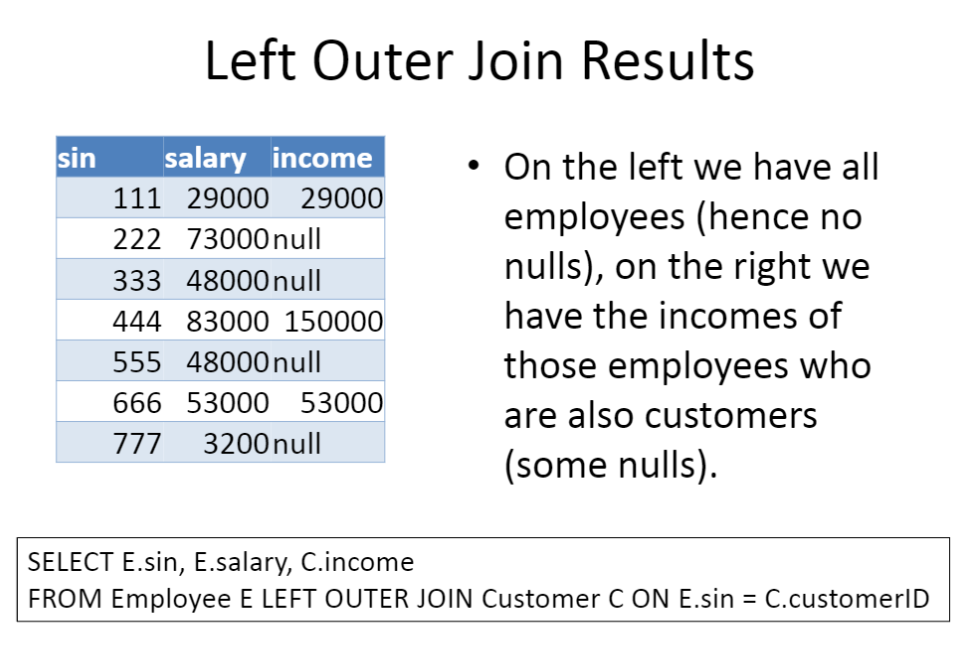 Left Outer Join Results
sin salary income
111 29000 29000
222 73000 null
333 48000 null
444 83000 150000
555 48000 null
666 53000 53000
777 3200 null
• On the left we have all
employees (hence no
nulls), on the right we
have the incomes of
those employees who
are also customers
(some nulls).
SELECT E.sin, E.salary, C.income
FROM Employee E LEFT OUTER JOIN Customer C ON E.sin = C.customerID